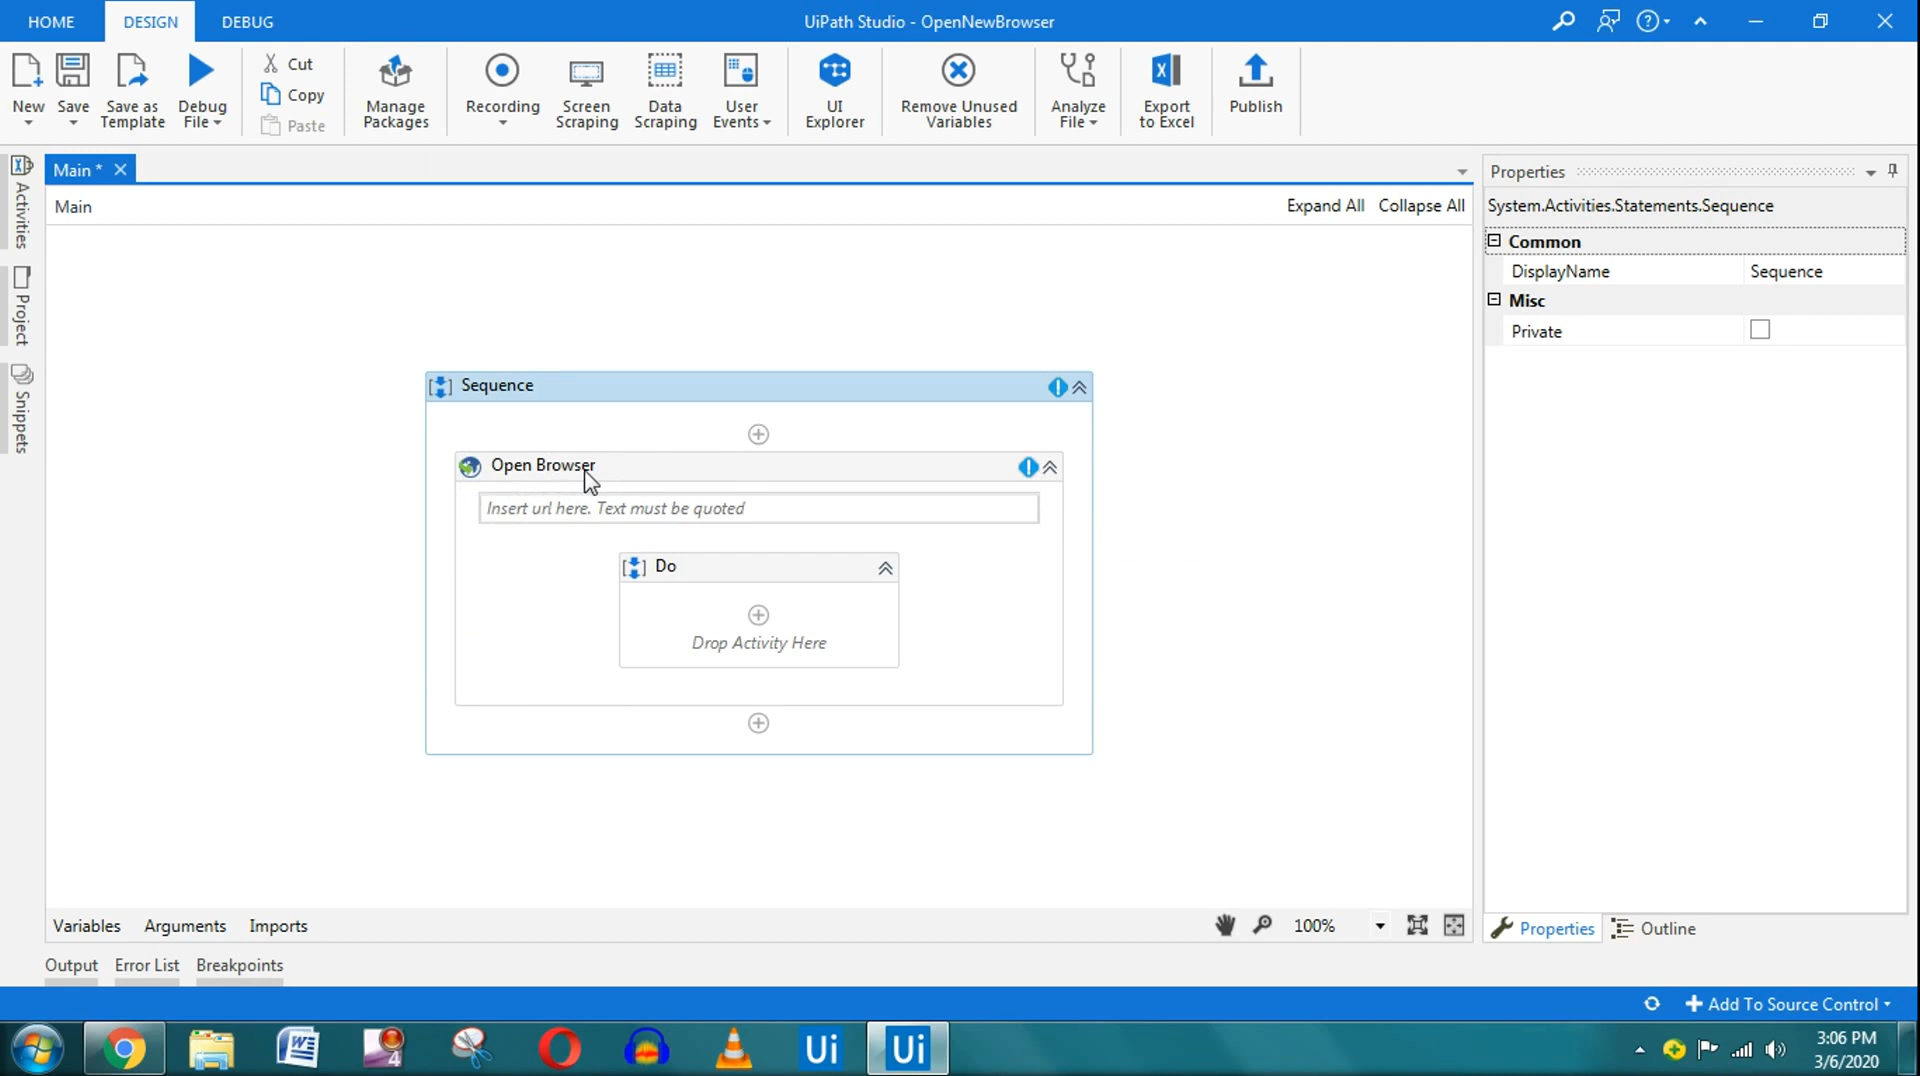 HOME DESIGN DEBUG UiPath Studio - OpenNewBrowser
New Save Save as Template Debug File Cut Copy Paste Manage Packages Recording Screen Scraping Data Scraping User Events UI Explorer Remove Unused Variables Analyze File Export to Excel Publish
Activities
Project
Snippets
Main *
Main Expand All Collapse All
Sequence
Open Browser
Insert url here. Text must be quoted
Do
Drop Activity Here
Properties
System.Activities.Statements.Sequence
Common
DisplayName Sequence
Misc
Private
Variables Arguments Imports 100%
Properties Outline
Output Error List Breakpoints
Add To Source Control
4 Ui Ui
3:06 PM
3/6/2020